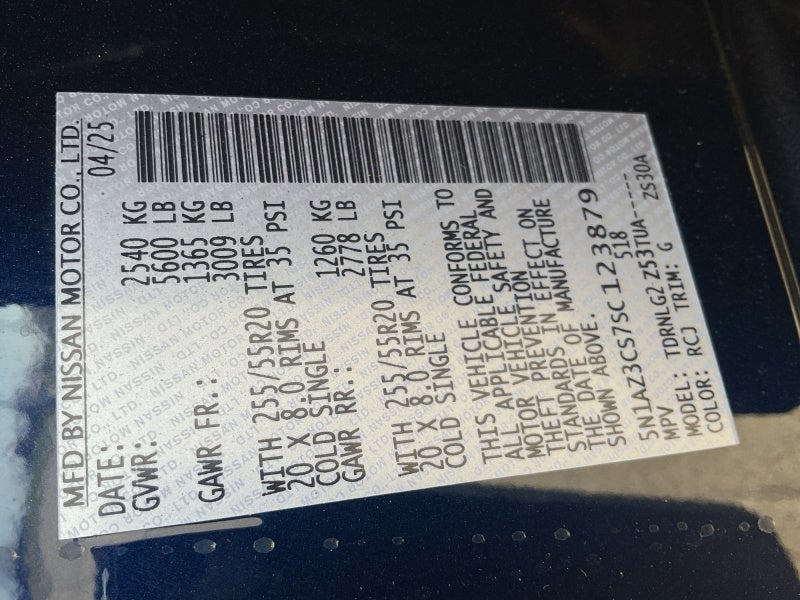 MFD BY NISSAN MOTOR CO., LTD.
DATE: 04/25
GVWR: 2540 KG
5600 LB
GAWR FR.: 1365 KG
3009 LB
WITH 255/55R20 TIRES
20 X 8.0 RIMS AT 35 PSI
COLD SINGLE
GAWR RR.: 1260 KG
2778 LB
WITH 255/55R20 TIRES
20 X 8.0 RIMS AT 35 PSI
COLD SINGLE
THIS VEHICLE CONFORMS TO
ALL APPLICABLE FEDERAL
MOTOR VEHICLE SAFETY AND
THEFT PREVENTION
STANDARDS IN EFFECT ON
THE DATE OF MANUFACTURE
SHOWN ABOVE.
5N1AZ3CS7SC123879
MPV 518
MODEL: TDRNLG2 Z53TUA-----
COLOR: RCJ TRIM: G ZS30A